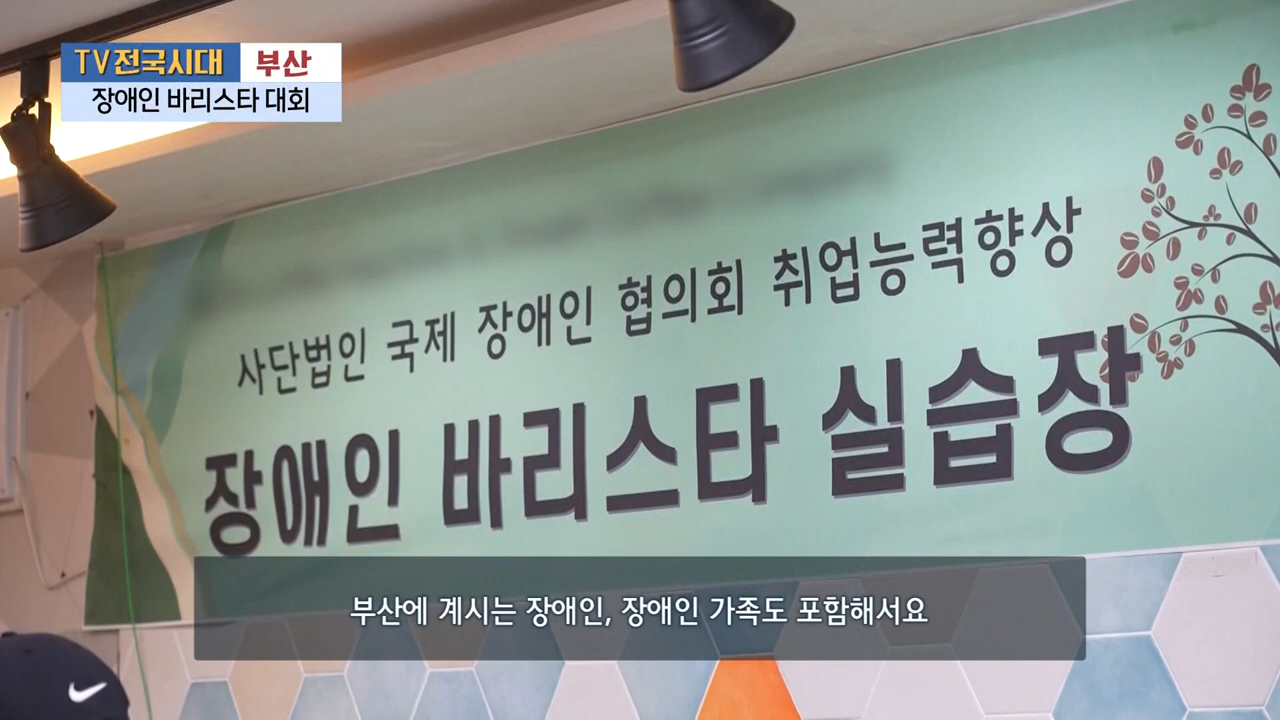 TV전국시대 부산
장애인 바리스타 대회
사단법인 국제 장애인 협의회 취업능력향상
장애인 바리스타 실습장
부산에 계시는 장애인, 장애인 가족도 포함해서요